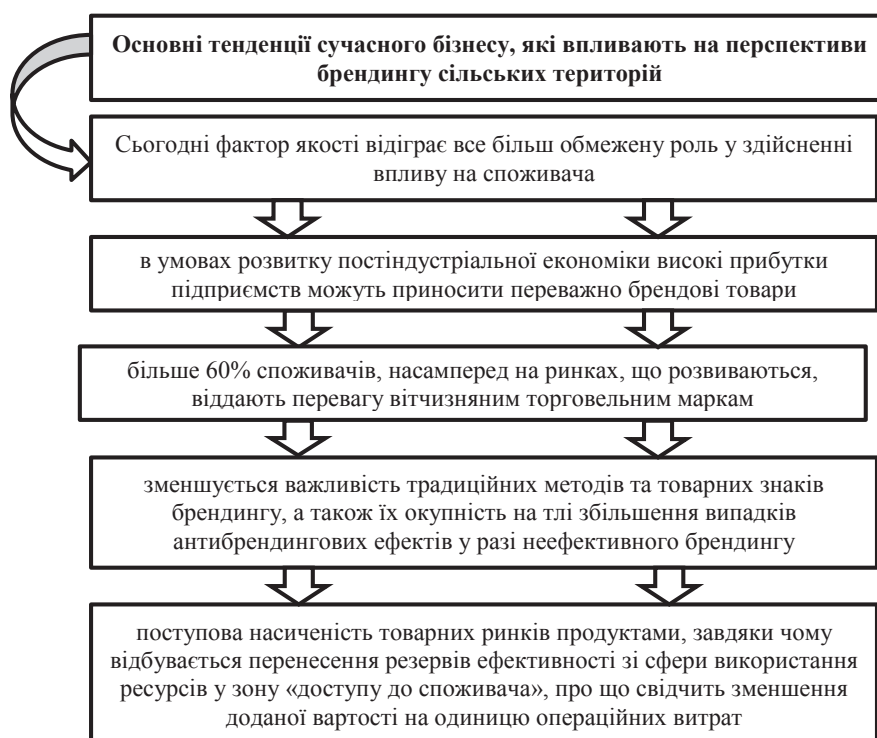 Основні тенденції сучасного бізнесу, які впливають на перспективи
брендингу сільських територій
Сьогодні фактор якості відіграє все більш обмежену роль у здійсненні
впливу на споживача
в умовах розвитку постіндустріальної економіки високі прибутки
підприємств можуть приносити переважно брендові товари
більше 60% споживачів, насамперед на ринках, що розвиваються,
віддають перевагу вітчизняним торговельним маркам
зменшується важливість традиційних методів та товарних знаків
брендингу, а також їх окупність на тлі збільшення випадків
антибрендингових ефектів у разі неефективного брендингу
поступова насиченість товарних ринків продуктами, завдяки чому
відбувається перенесення резервів ефективності зі сфери використання
ресурсів у зону «доступу до споживача», про що свідчить зменшення
доданої вартості на одиницю операційних витрат